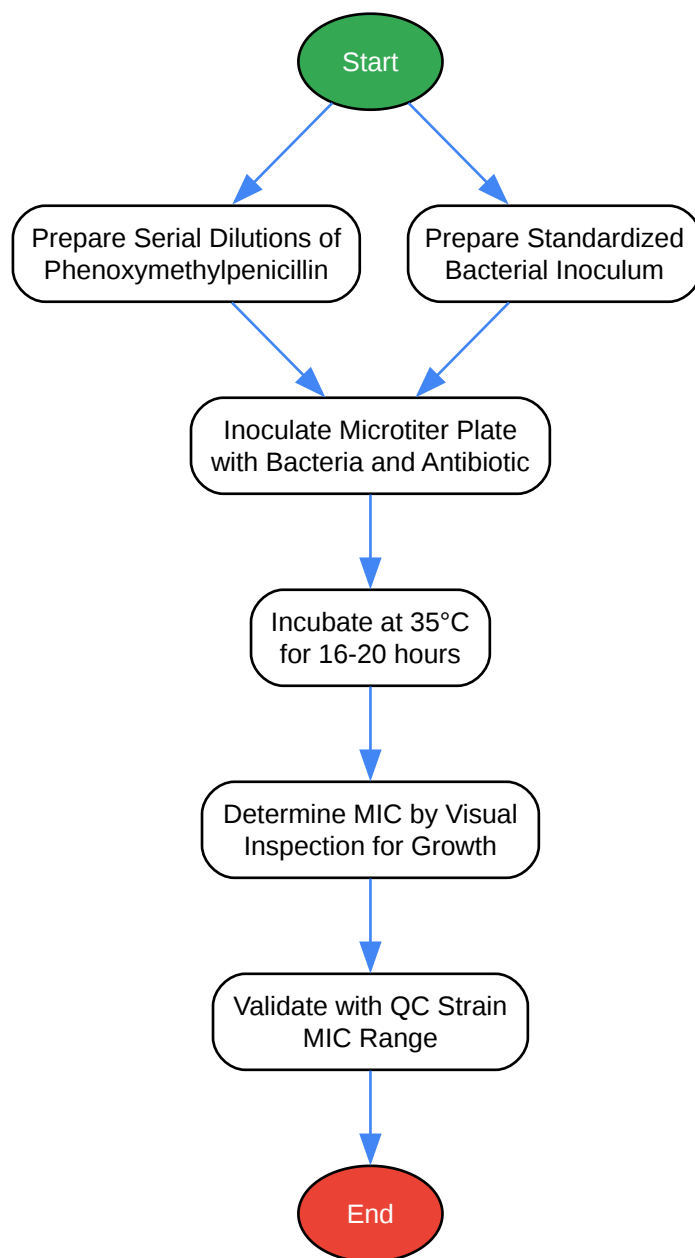 Start
Prepare Serial Dilutions of
Phenoxymethylpenicillin
Prepare Standardized
Bacterial Inoculum
Inoculate Microtiter Plate
with Bacteria and Antibiotic
Incubate at 35°C
for 16-20 hours
Determine MIC by Visual
Inspection for Growth
Validate with QC Strain
MIC Range
End